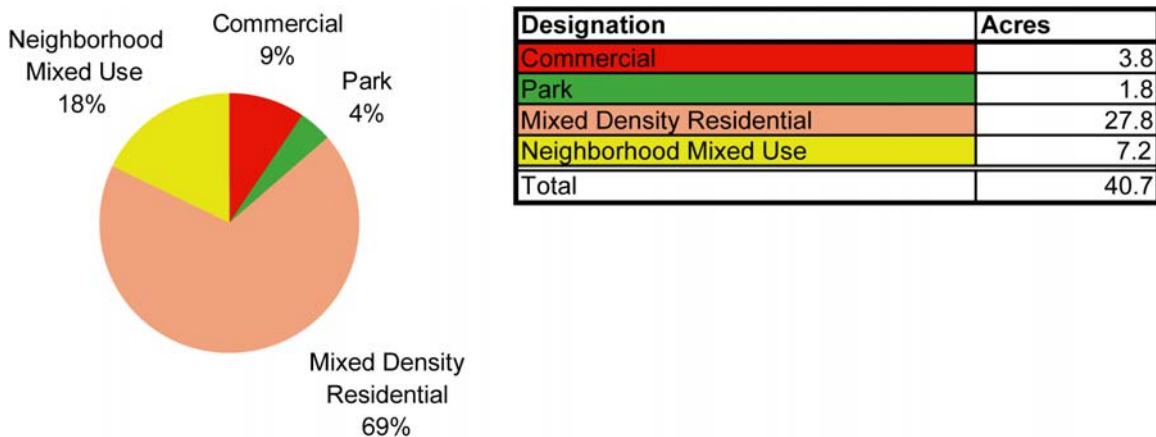 Commercial
9%
Neighborhood
Mixed Use
18%
Park
4%
Mixed Density
Residential
69%
Designation Acres
Commercial 3.8
Park 1.8
Mixed Density Residential 27.8
Neighborhood Mixed Use 7.2
Total 40.7